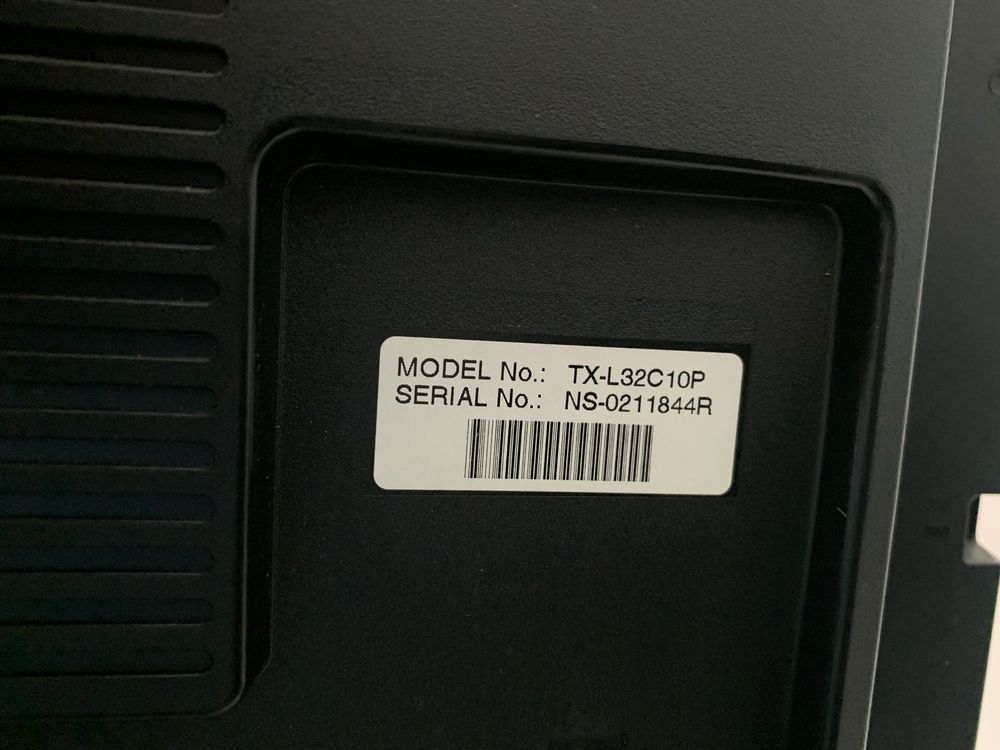 MODEL No.: TX-L32C10P
SERIAL No.: NS-0211844R